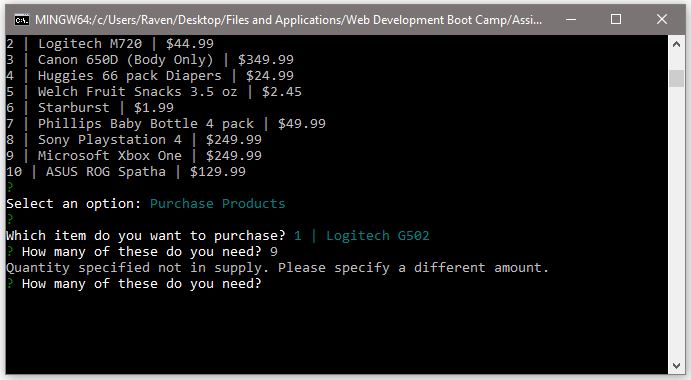 MINGW64:/c/Users/Raven/Desktop/Files and Applications/Web Development Boot Camp/Assi...
2 | Logitech M720 | $44.99
3 | Canon 650D (Body Only) | $349.99
4 | Huggies 66 pack Diapers | $24.99
5 | Welch Fruit Snacks 3.5 oz | $2.45
6 | Starburst | $1.99
7 | Phillips Baby Bottle 4 pack | $49.99
8 | Sony Playstation 4 | $249.99
9 | Microsoft Xbox One | $249.99
10 | ASUS ROG Spatha | $129.99
?
Select an option: Purchase Products
?
Which item do you want to purchase? 1 | Logitech G502
? How many of these do you need? 9
Quantity specified not in supply. Please specify a different amount.
? How many of these do you need?